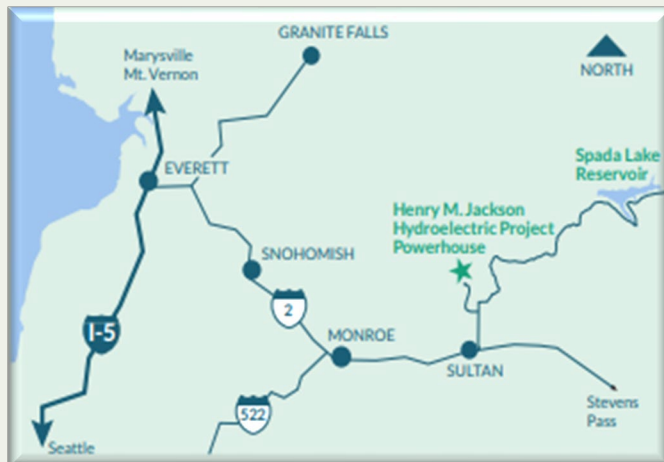 GRANITE FALLS
Marysville
Mt. Vernon
NORTH
EVERETT
Spada Lake
Reservoir
Henry M. Jackson
Hydroelectric Project
Powerhouse
SNOHOMISH
2
I-5
MONROE
SULTAN
522
Stevens
Pass
Seattle